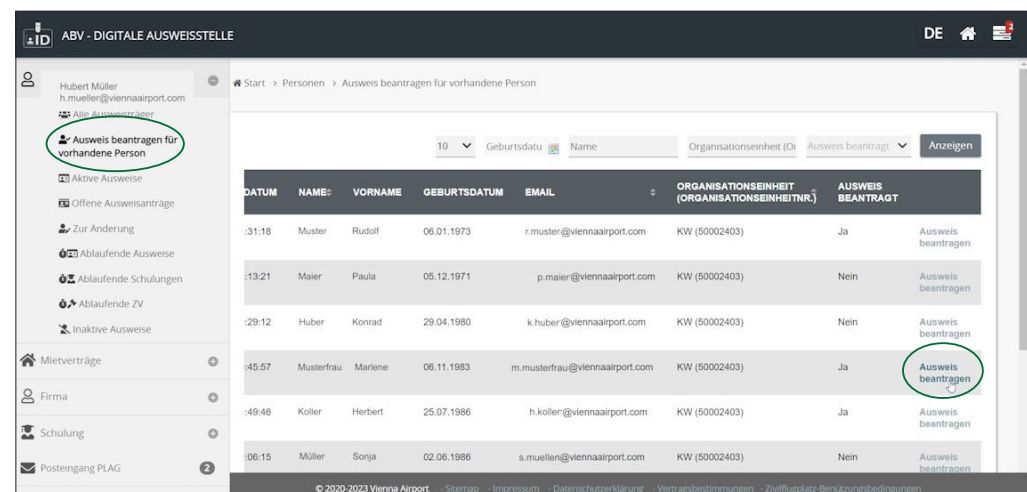 ID ABV - DIGITALE AUSWEISSTELLE DE 2
Hubert Müller
h.mueller@viennaairport.com
Alle Ausweisträger
Ausweis beantragen für
vorhandene Person
Aktive Ausweise
Offene Ausweisanträge
Zur Änderung
Ablaufende Ausweise
Ablaufende Schulungen
Ablaufende ZV
Inaktive Ausweise
Mietverträge
Firma
Schulung
Posteingang PLAG 2
Start > Personen > Ausweis beantragen für vorhandene Person
10 Geburtsdatu Name Organisationseinheit (Or Ausweis beantragt Anzeigen
DATUM NAME VORNAME GEBURTSDATUM EMAIL ORGANISATIONSEINHEIT (ORGANISATIONSEINHEITNR.) AUSWEIS BEANTRAGT
:31:18 Muster Rudolf 06.01.1973 r.muster@viennaairport.com KW (50002403) Ja Ausweis beantragen
:13:21 Maier Paula 05.12.1971 p.maier@viennaairport.com KW (50002403) Nein Ausweis beantragen
:29:12 Huber Konrad 29.04.1980 k.huber@viennaairport.com KW (50002403) Nein Ausweis beantragen
:45:57 Musterfrau Marlene 06.11.1983 m.musterfrau@viennaairport.com KW (50002403) Ja Ausweis beantragen
:49:46 Koller Herbert 25.07.1986 h.koller@viennaairport.com KW (50002403) Ja Ausweis beantragen
:06:15 Müller Sonja 02.06.1986 s.muellen@viennaairport.com KW (50002403) Nein Ausweis beantragen
© 2020-2023 Vienna Airport - Sitemap - Impressum - Datenschutzerklärung - Vertragsbestimmungen - Zivilflugplatz-Benützungsbedingungen